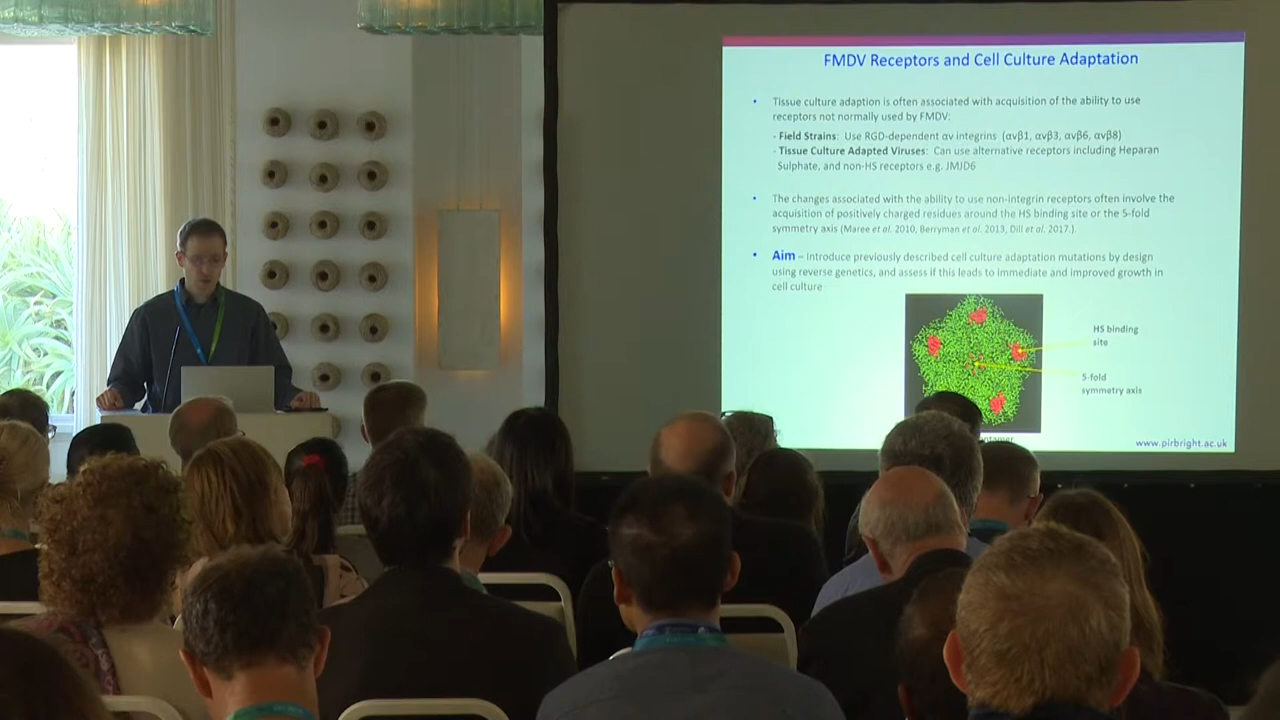 FMDV Receptors and Cell Culture Adaptation
• Tissue culture adaption is often associated with acquisition of the ability to use
receptors not normally used by FMDV:
- Field Strains: Use RGD-dependent αv integrins (αvβ1, αvβ3, αvβ6, αvβ8)
- Tissue Culture Adapted Viruses: Can use alternative receptors including Heparan
Sulphate, and non-HS receptors e.g. JMJD6
• The changes associated with the ability to use non-integrin receptors often involve the
acquisition of positively charged residues around the HS binding site or the 5-fold
symmetry axis (Maree et al. 2010, Berryman et al. 2013, Dill et al. 2017.).
• Aim – introduce previously described cell culture adaptation mutations by design
using reverse genetics, and assess if this leads to immediate and improved growth in
cell culture
HS binding
site
5-fold
symmetry axis
www.pirbright.ac.uk